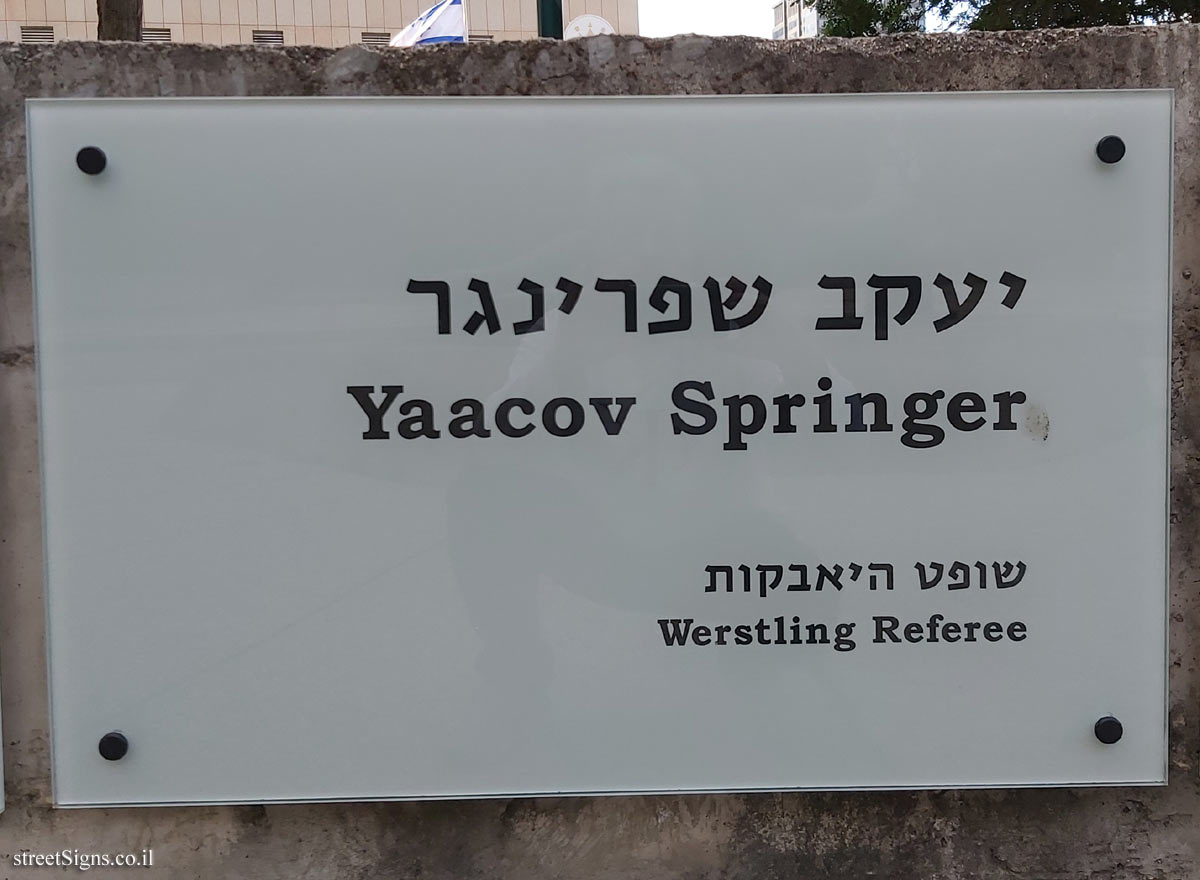 יעקב שפרינגר
Yaacov Springer
שופט היאבקות
Werstling Referee
streetSigns.co.il